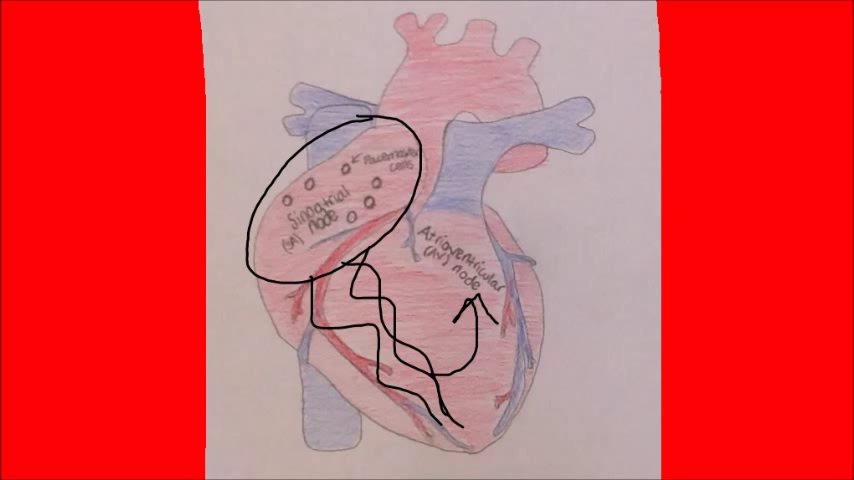 Pacemaker
cells
Sinoatrial
(SA) node
Atrioventricular
(AV) node